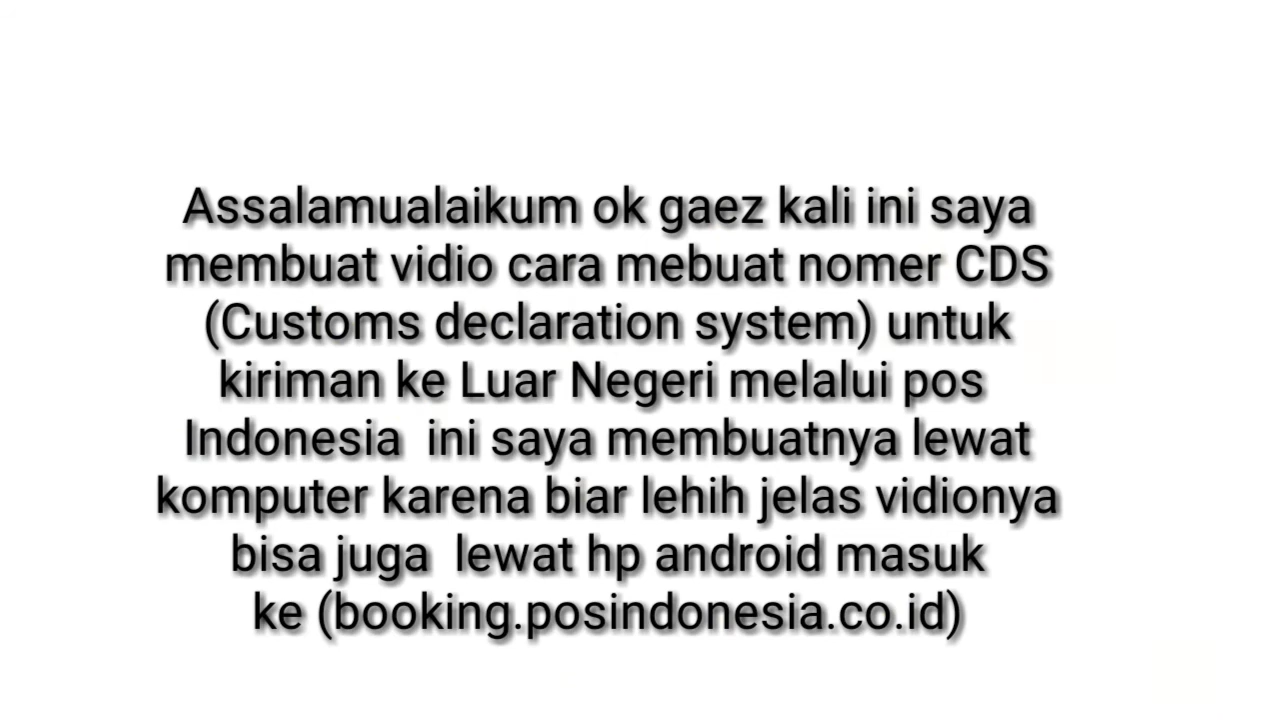 Assalamualaikum ok gaez kali ini saya
membuat vidio cara mebuat nomer CDS
(Customs declaration system) untuk
kiriman ke Luar Negeri melalui pos
Indonesia  ini saya membuatnya lewat
komputer karena biar lehih jelas vidionya
bisa juga  lewat hp android masuk
ke (booking.posindonesia.co.id)